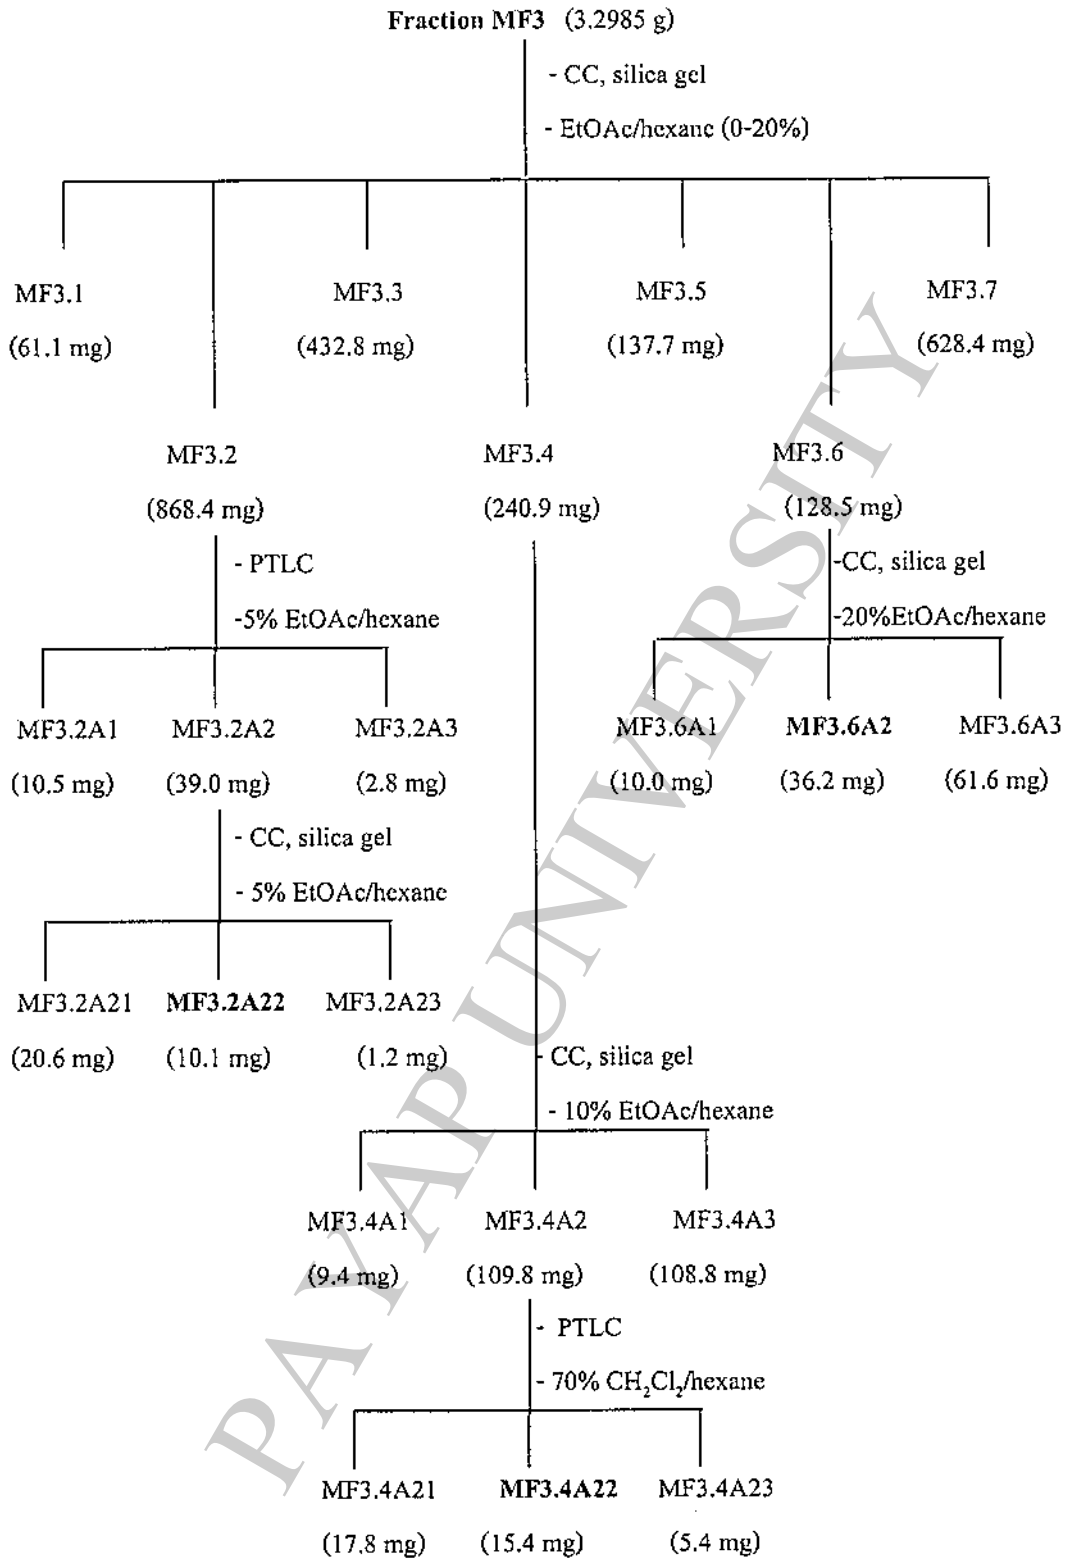 Fraction MF3 (3.2985 g)
- CC, silica gel
- EtOAc/hexane (0-20%)
MF3.1 MF3.3 MF3.5 MF3.7
(61.1 mg) (432.8 mg) (137.7 mg) (628.4 mg)
MF3.2 MF3.4 MF3.6
(868.4 mg) (240.9 mg) (128.5 mg)
- PTLC -CC, silica gel
-5% EtOAc/hexane -20%EtOAc/hexane
MF3.2A1 MF3.2A2 MF3.2A3 MF3.6A1 MF3.6A2 MF3.6A3
(10.5 mg) (39.0 mg) (2.8 mg) (10.0 mg) (36.2 mg) (61.6 mg)
- CC, silica gel
- 5% EtOAc/hexane
MF3.2A21 MF3.2A22 MF3.2A23
(20.6 mg) (10.1 mg) (1.2 mg)
- CC, silica gel
- 10% EtOAc/hexane
MF3.4A1 MF3.4A2 MF3.4A3
(9.4 mg) (109.8 mg) (108.8 mg)
- PTLC
- 70% CH₂Cl₂/hexane
MF3.4A21 MF3.4A22 MF3.4A23
(17.8 mg) (15.4 mg) (5.4 mg)
PAYAP UNIVERSITY